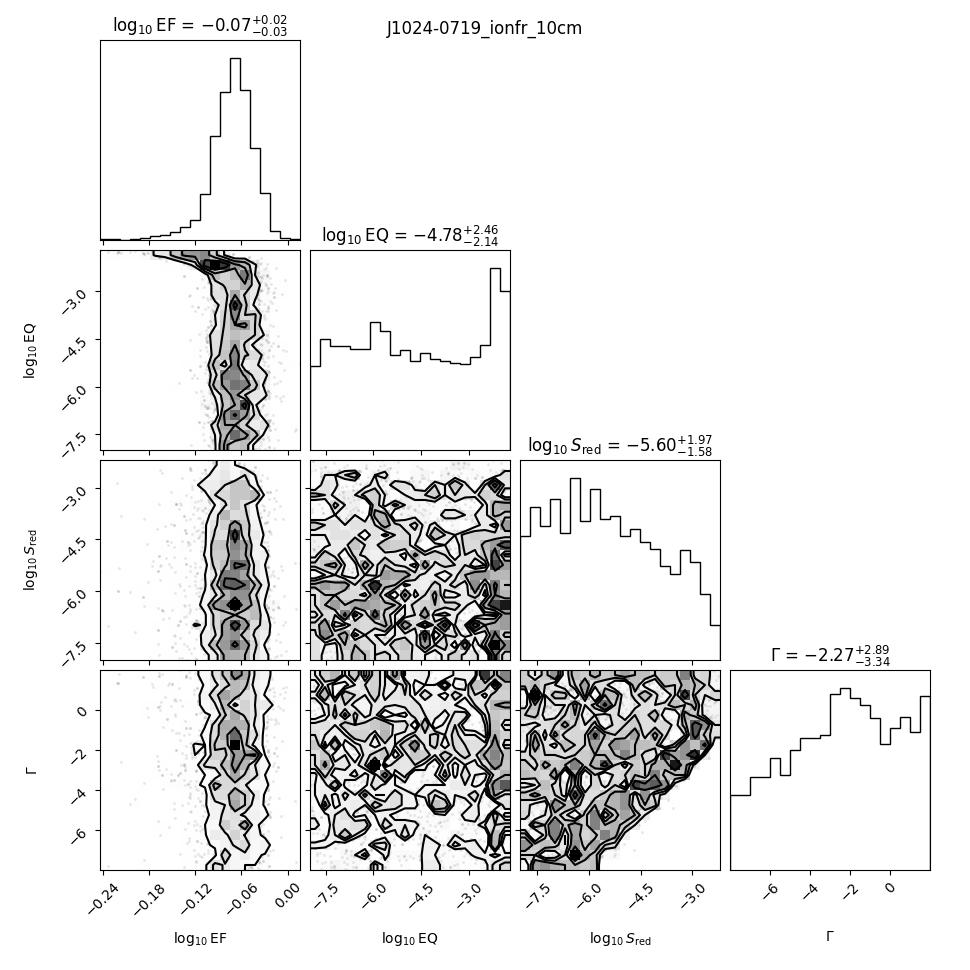 J1024-0719_ionfr_10cm
log₁₀ EF = −0.07 +0.02 −0.03
log₁₀ EQ = −4.78 +2.46 −2.14
log₁₀ EQ
−3.0
−4.5
−6.0
−7.5
log₁₀ S_red = −5.60 +1.97 −1.58
log₁₀ S_red
−3.0
−4.5
−6.0
−7.5
Γ = −2.27 +2.89 −3.34
Γ
0
−2
−4
−6
−0.24 −0.18 −0.12 −0.06 0.00
−7.5 −6.0 −4.5 −3.0
−7.5 −6.0 −4.5 −3.0
−6 −4 −2 0
log₁₀ EF
log₁₀ EQ
log₁₀ S_red
Γ